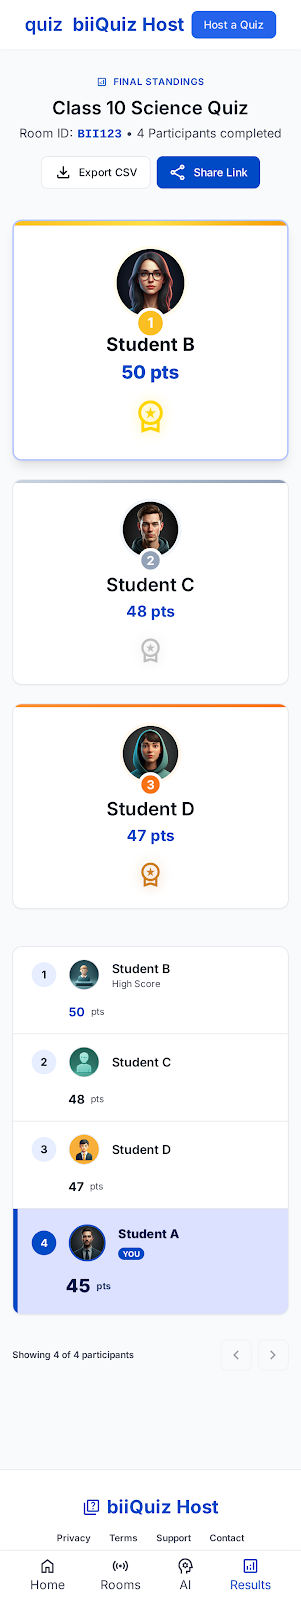 quiz biiQuiz Host Host a Quiz
FINAL STANDINGS
Class 10 Science Quiz
Room ID: BII123 • 4 Participants completed
Export CSV Share Link
1
Student B
50 pts
2
Student C
48 pts
3
Student D
47 pts
1 Student B
High Score
50 pts
2 Student C
48 pts
3 Student D
47 pts
4 Student A
YOU
45 pts
Showing 4 of 4 participants
biiQuiz Host
Privacy Terms Support Contact
Home Rooms AI Results